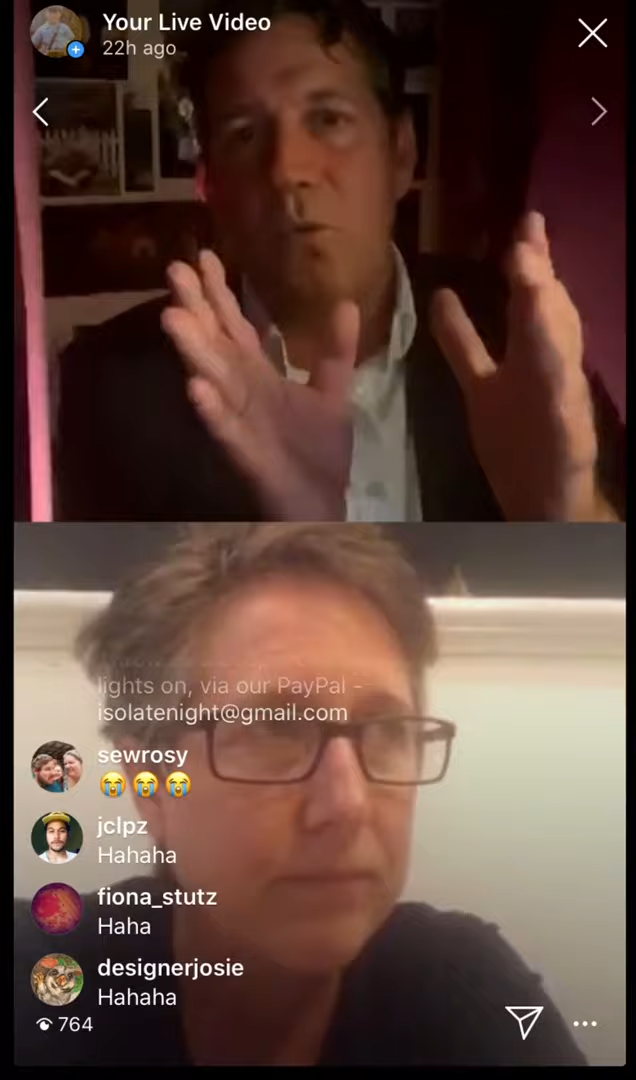 Your Live Video
22h ago
lights on, via our PayPal -
isolatenight@gmail.com
sewrosy
😭😭😭
jclpz
Hahaha
fiona_stutz
Haha
designerjosie
Hahaha
764